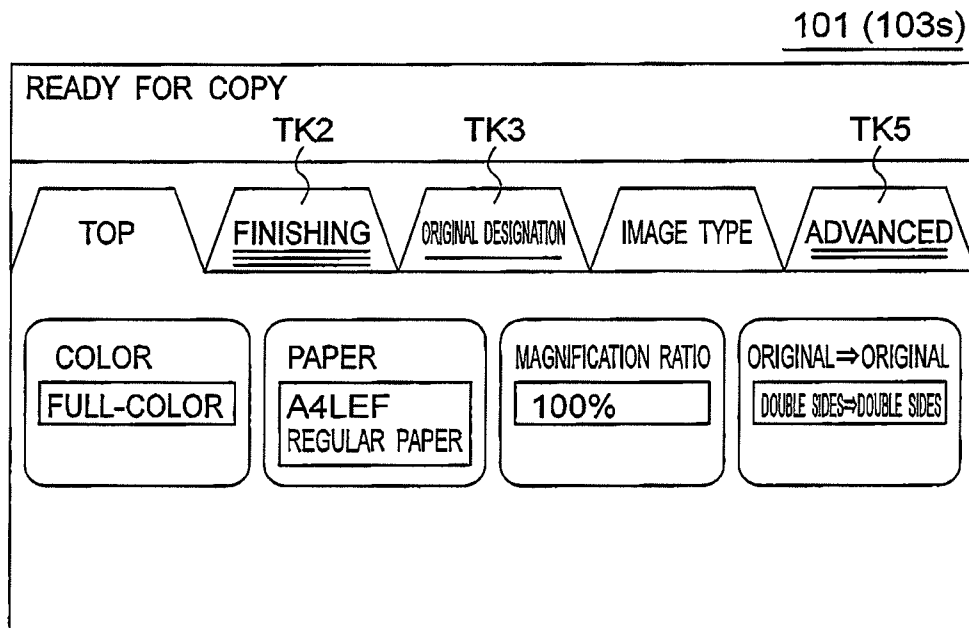 101 (103s)
READY FOR COPY
TK2 TK3 TK5
TOP FINISHING ORIGINAL DESIGNATION IMAGE TYPE ADVANCED
COLOR PAPER MAGNIFICATION RATIO ORIGINAL⇒ORIGINAL
FULL-COLOR A4LEF 100% DOUBLE SIDES⇒DOUBLE SIDES
REGULAR PAPER